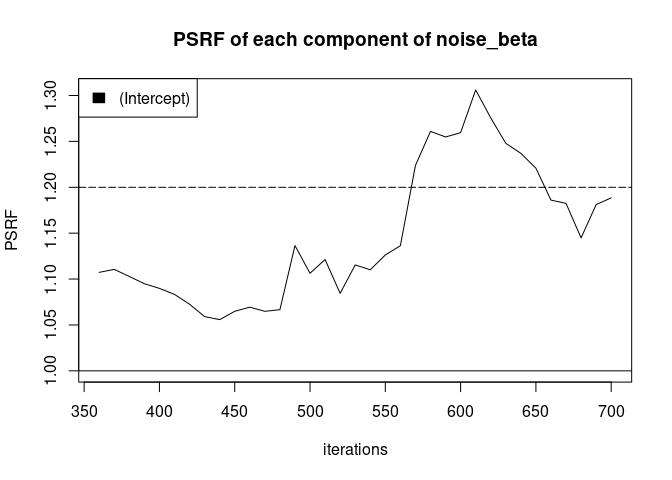 PSRF of each component of noise_beta
(Intercept)
PSRF
1.30
1.25
1.20
1.15
1.10
1.05
1.00
350 400 450 500 550 600 650 700
iterations